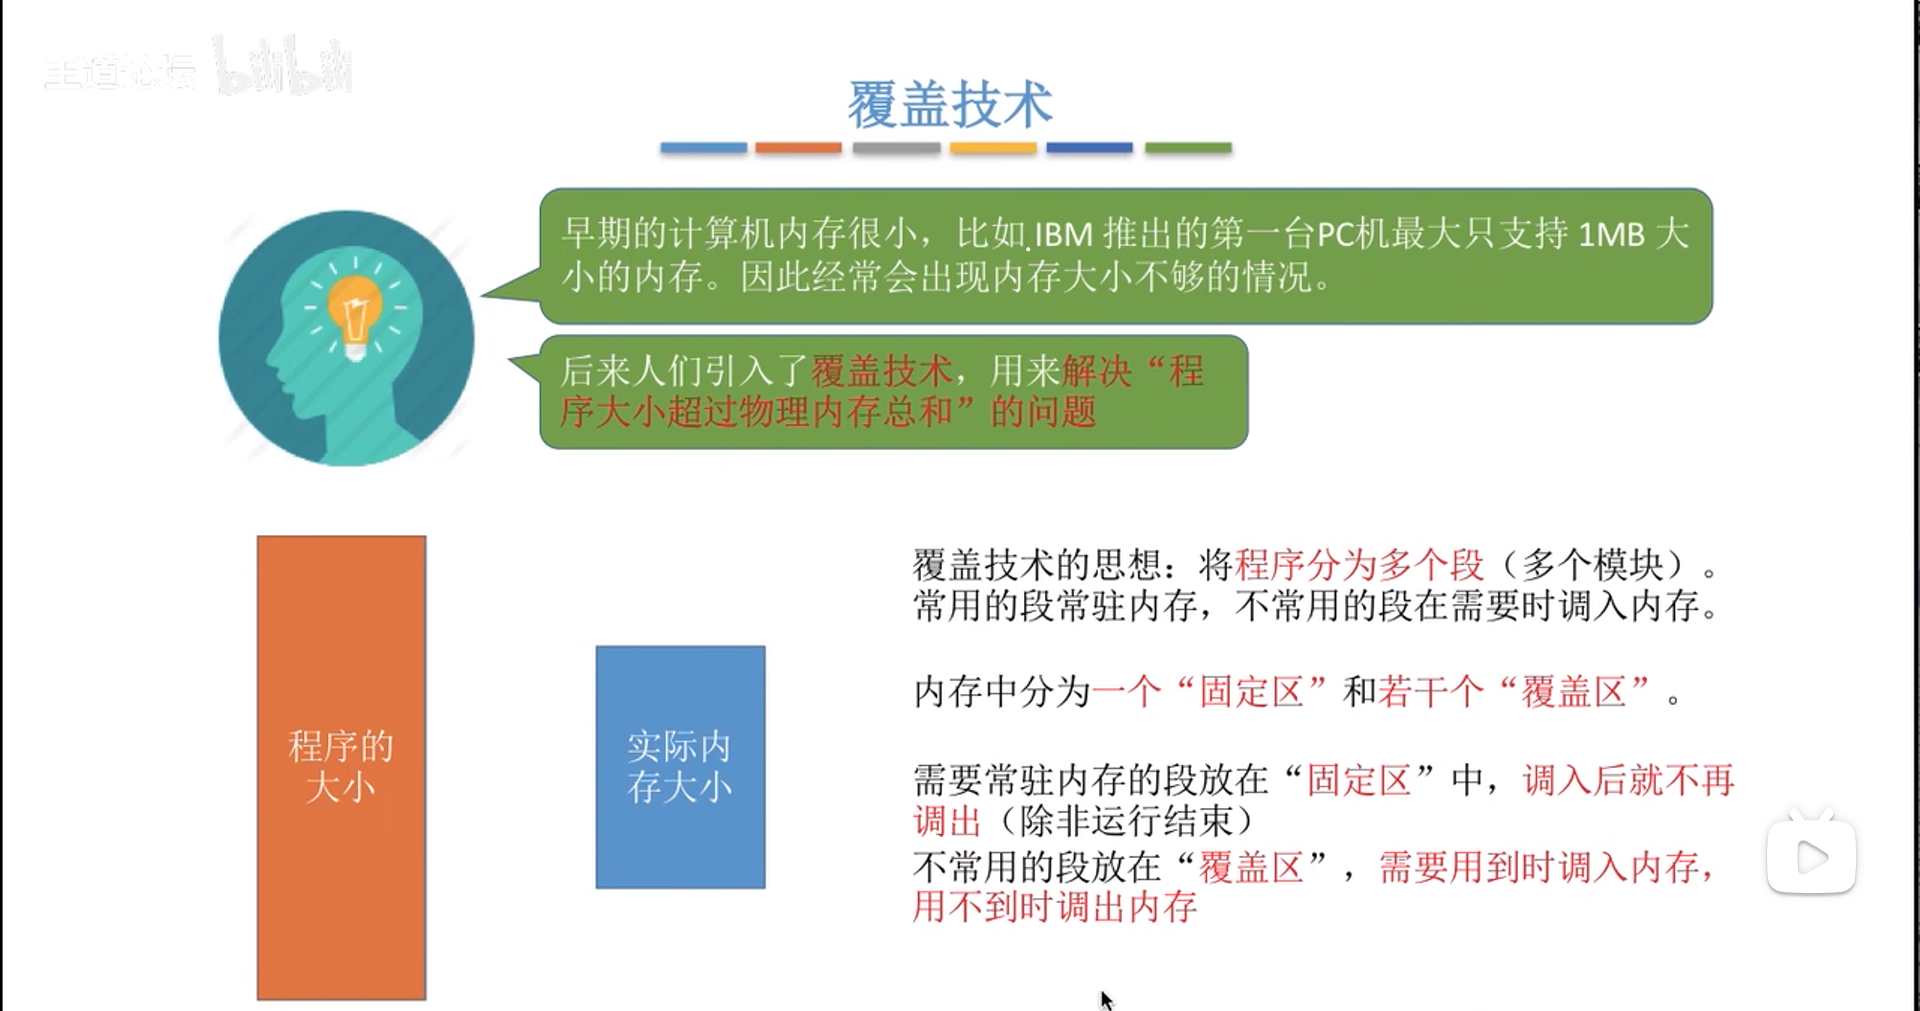 王道论坛 bilibili
覆盖技术
早期的计算机内存很小，比如 IBM 推出的第一台PC机最大只支持 1MB 大
小的内存。因此经常会出现内存大小不够的情况。
后来人们引入了覆盖技术，用来解决“程
序大小超过物理内存总和”的问题
程序的
大小
实际内
存大小
覆盖技术的思想：将程序分为多个段（多个模块）。
常用的段常驻内存，不常用的段在需要时调入内存。
内存中分为一个“固定区”和若干个“覆盖区”。
需要常驻内存的段放在“固定区”中，调入后就不再
调出（除非运行结束）
不常用的段放在“覆盖区”，需要用到时调入内存，
用不到时调出内存